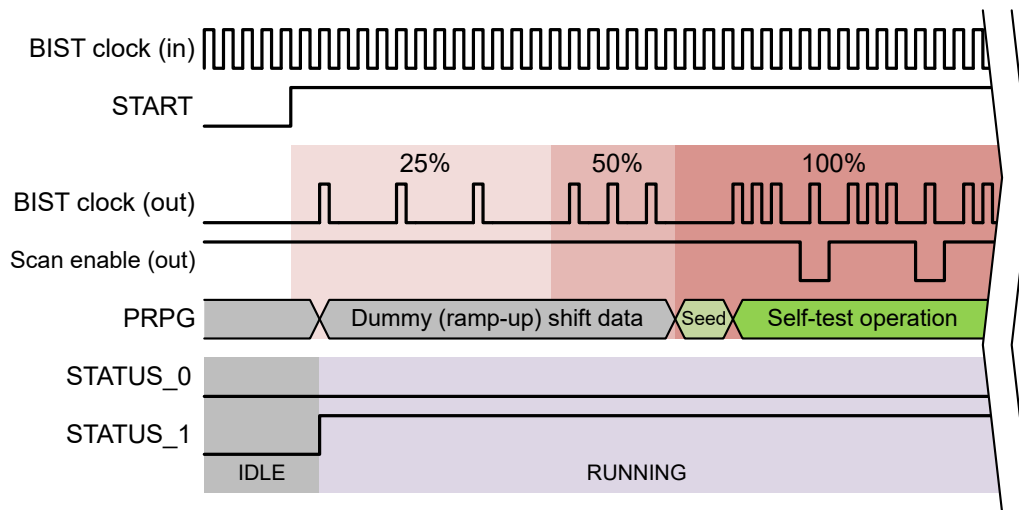 BIST clock (in)
START
25% 50% 100%
BIST clock (out)
Scan enable (out)
PRPG Dummy (ramp-up) shift data Seed Self-test operation
STATUS_0
STATUS_1
IDLE RUNNING